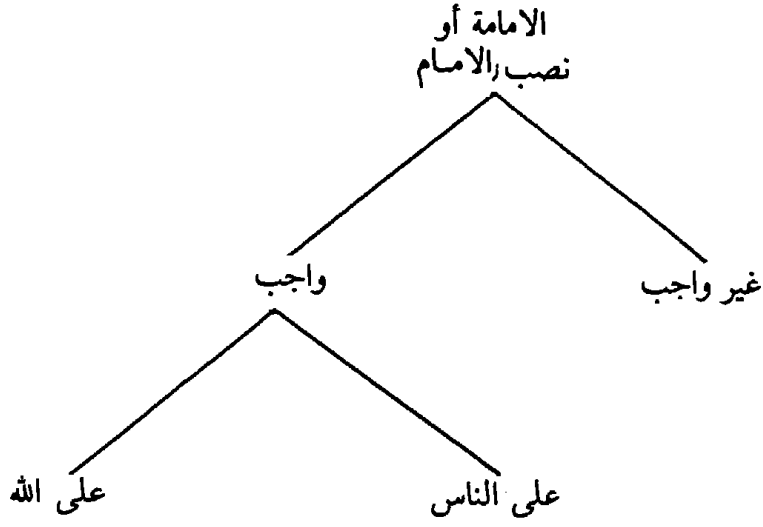 الامامة أو
نصب الامام
غير واجب
واجب
على الناس
على الله